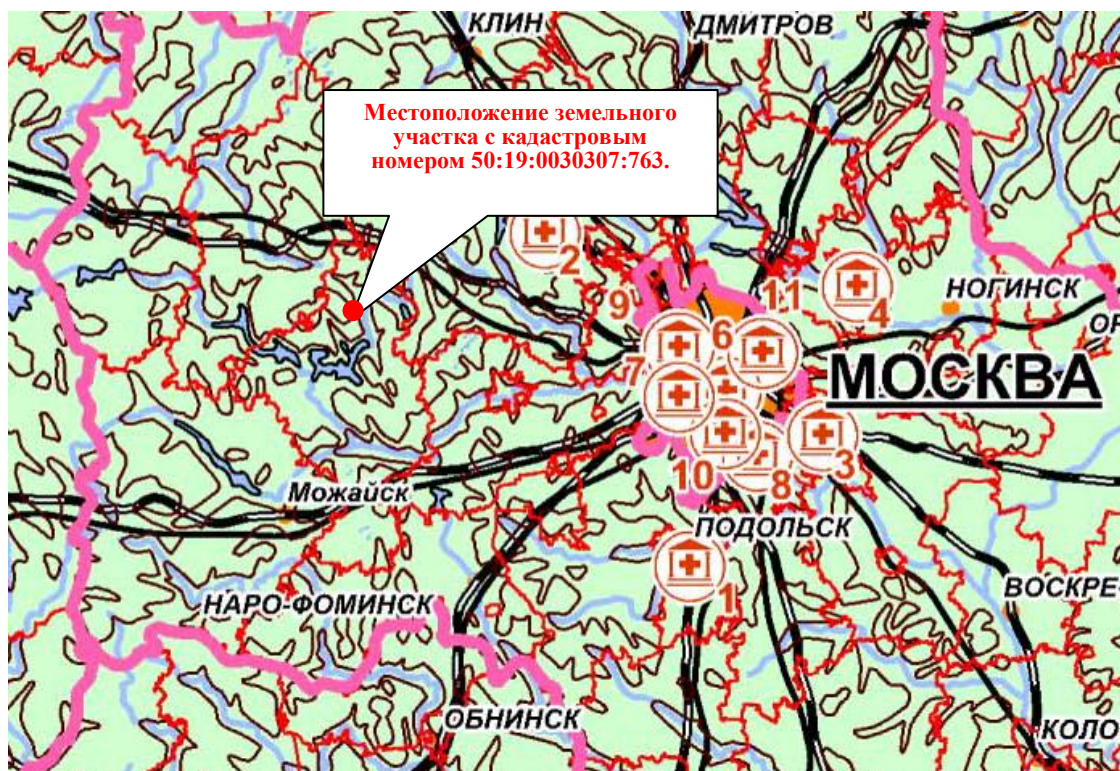 КЛИН
ДМИТРОВ
Местоположение земельного
участка с кадастровым
номером 50:19:0030307:763.
2
9
11
4
НОГИНСК
ОР
6
7
МОСКВА
10
8
3
Можайск
ПОДОЛЬСК
1
ВОСКРЕ
НАРО-ФОМИНСК
ОБНИНСК
КОЛО